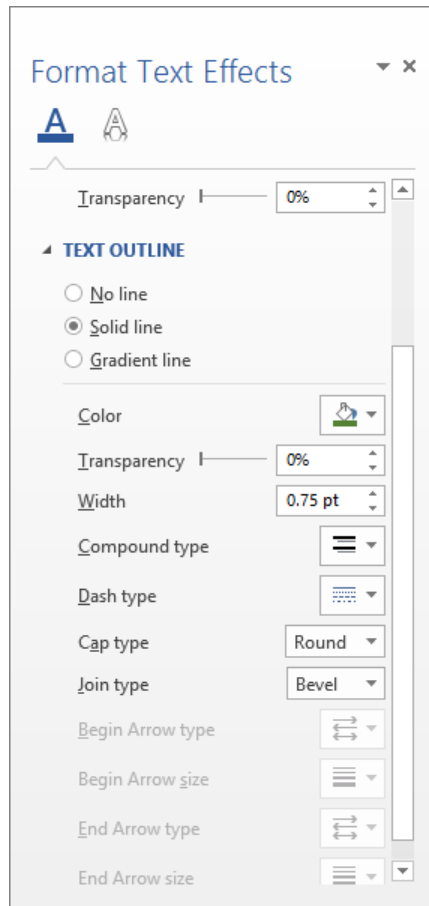 Format Text Effects
A A
Transparency 0%
TEXT OUTLINE
No line
Solid line
Gradient line
Color
Transparency 0%
Width 0.75 pt
Compound type
Dash type
Cap type Round
Join type Bevel
Begin Arrow type
Begin Arrow size
End Arrow type
End Arrow size